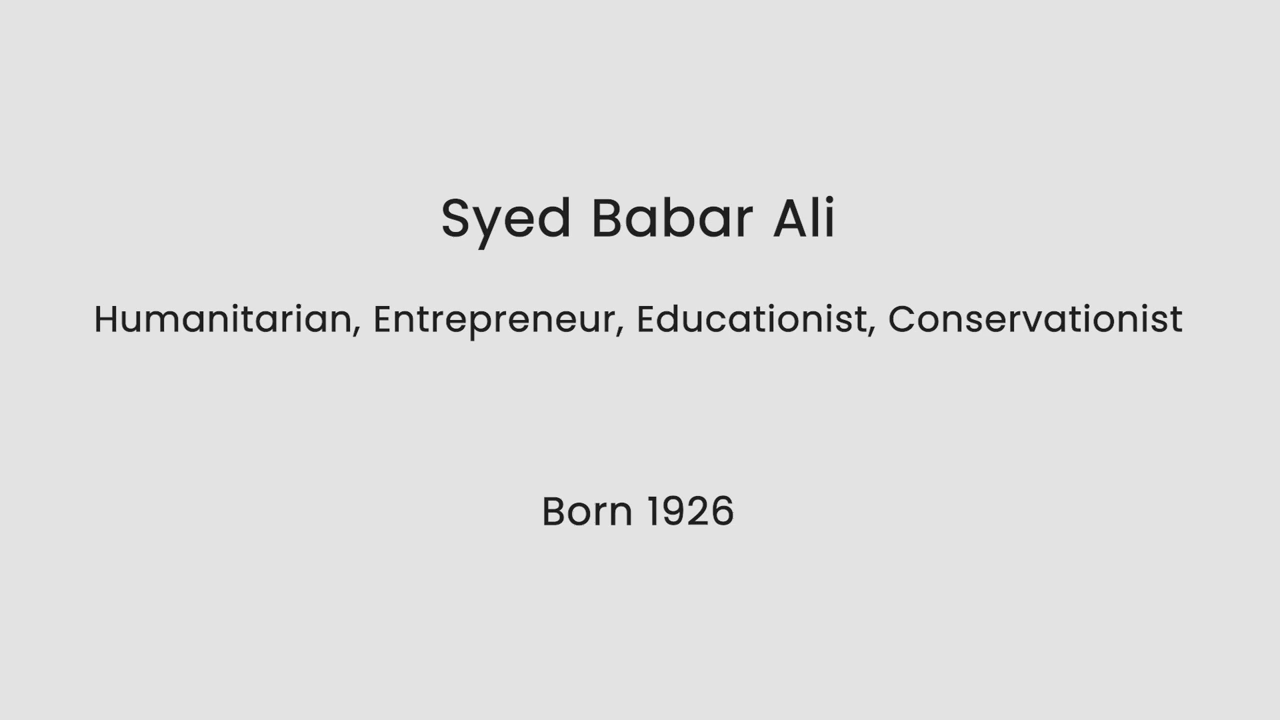 Syed Babar Ali
Humanitarian, Entrepreneur, Educationist, Conservationist
Born 1926